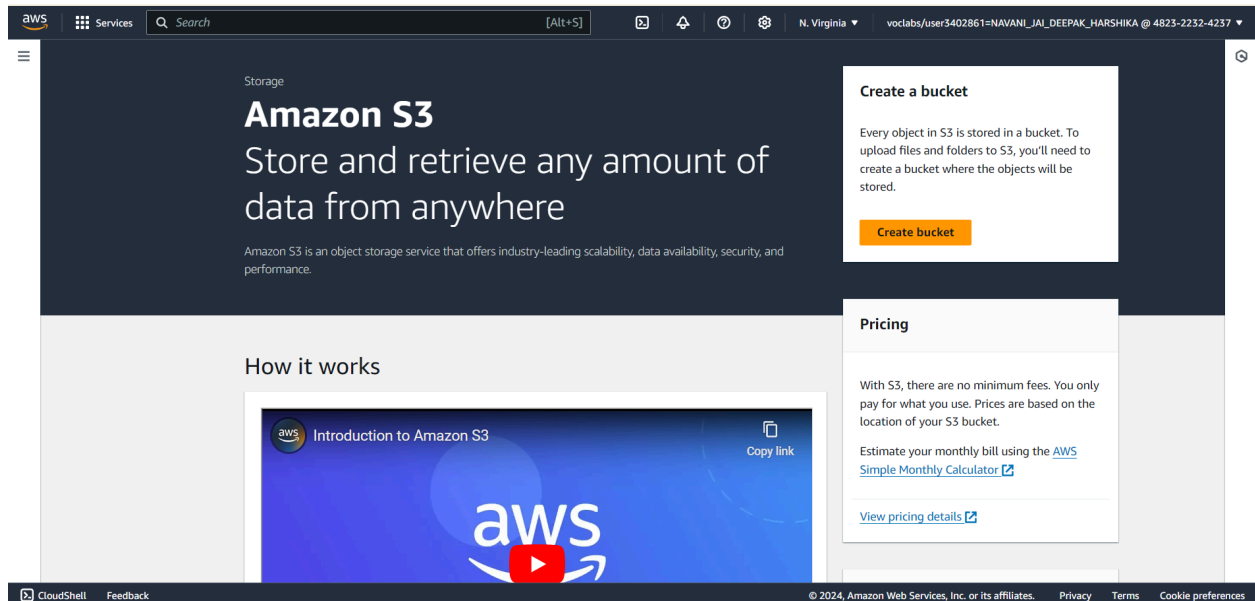 aws
Services
Search
[Alt+S]
N. Virginia
voclabs/user3402861=NAVANI_JAI_DEEPAK_HARSHIKA @ 4823-2232-4237
Storage
Amazon S3
Store and retrieve any amount of
data from anywhere
Amazon S3 is an object storage service that offers industry-leading scalability, data availability, security, and
performance.
Create a bucket
Every object in S3 is stored in a bucket. To
upload files and folders to S3, you'll need to
create a bucket where the objects will be
stored.
Create bucket
Pricing
With S3, there are no minimum fees. You only
pay for what you use. Prices are based on the
location of your S3 bucket.
Estimate your monthly bill using the AWS
Simple Monthly Calculator
View pricing details
How it works
aws
Introduction to Amazon S3
Copy link
aws
CloudShell
Feedback
© 2024, Amazon Web Services, Inc. or its affiliates.
Privacy
Terms
Cookie preferences